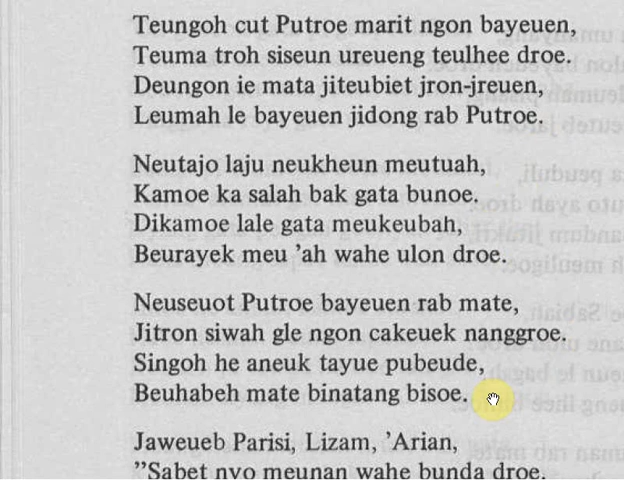 Teungoh cut Putroe marit ngon bayeuen,
Teuma troh siseun ureueng teulhee droe.
Deungon ie mata jiteubiet jron-jreuen,
Leumah le bayeuen jidong rab Putroe.
Neutajo laju neukheun meutuah,
Kamoe ka salah bak gata bunoe.
Dikamoe lale gata meukeubah,
Beurayek meu 'ah wahe ulon droe.
Neuseuot Putroe bayeuen rab mate,
Jitron siwah gle ngon cakeuek nanggroe.
Singoh he aneuk tayue pubeude,
Beuhabeh mate binatang bisoe.
Jaweueb Parisi, Lizam, 'Arian,
"Sabet nyo meunan wahe bunda droe.